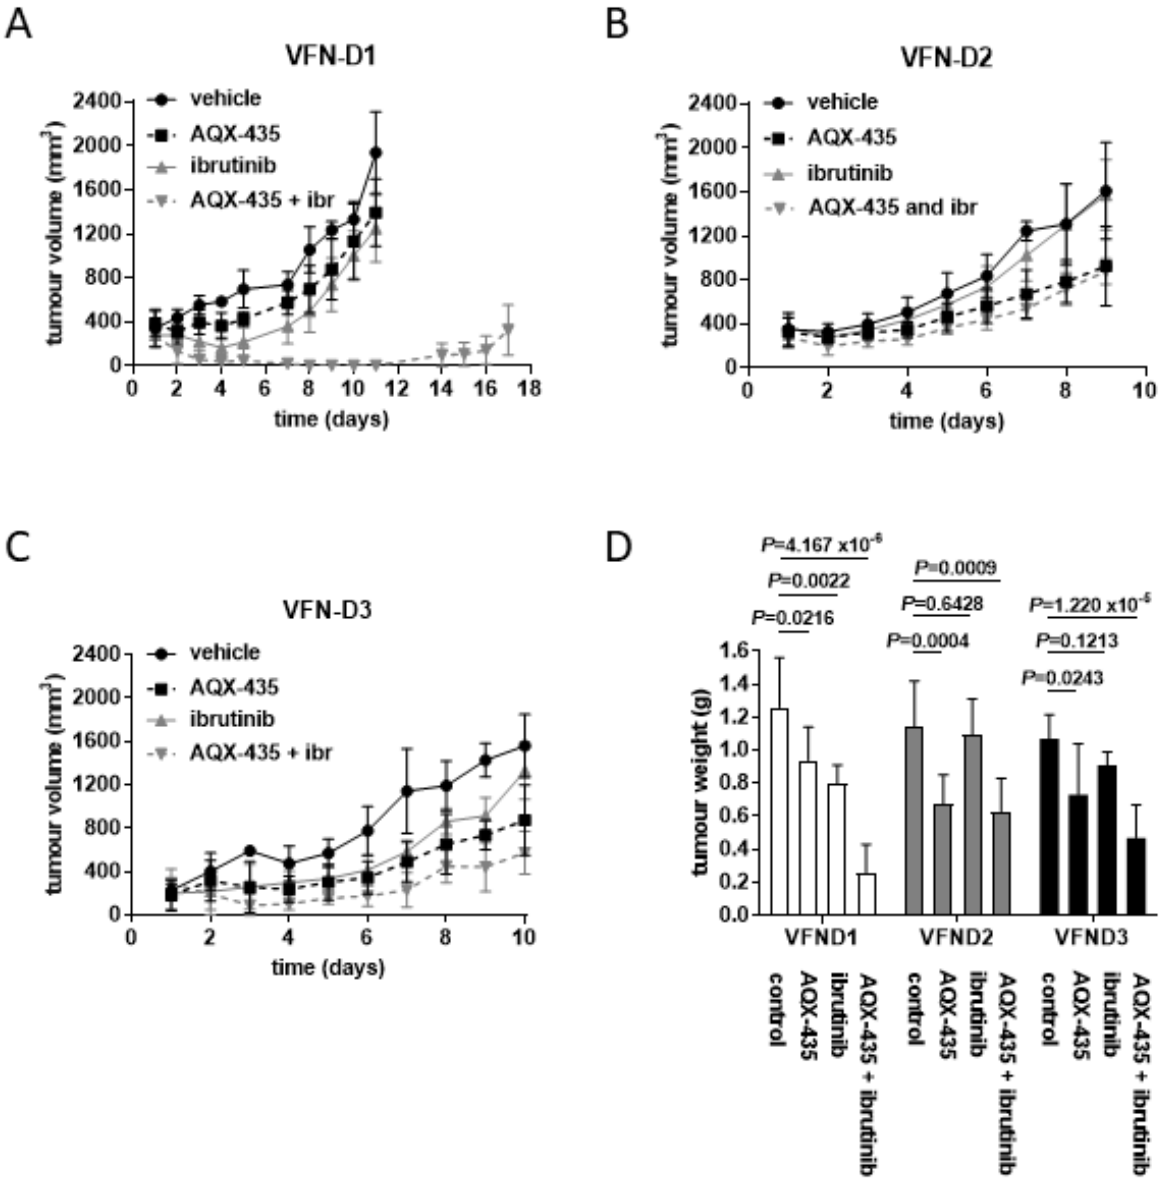 A
VFN-D1
vehicle
AQX-435
ibrutinib
AQX-435 + ibr
tumour volume (mm³)
2400
2000
1600
1200
800
400
0
0 2 4 6 8 10 12 14 16 18
time (days)
B
VFN-D2
vehicle
AQX-435
ibrutinib
AQX-435 and ibr
tumour volume (mm³)
2400
2000
1600
1200
800
400
0
0 2 4 6 8 10
time (days)
C
VFN-D3
vehicle
AQX-435
ibrutinib
AQX-435 + ibr
tumour volume (mm³)
2400
2000
1600
1200
800
400
0
0 2 4 6 8 10
time (days)
D
P=4.167 x10⁻⁶
P=0.0022
P=0.0216
P=0.0009
P=0.6428
P=0.0004
P=1.220 x10⁻⁵
P=0.1213
P=0.0243
tumour weight (g)
1.6
1.4
1.2
1.0
0.8
0.6
0.4
0.2
0.0
VFND1 VFND2 VFND3
control
AQX-435
ibrutinib
AQX-435 + ibrutinib
control
AQX-435
ibrutinib
AQX-435 + ibrutinib
control
AQX-435
ibrutinib
AQX-435 + ibrutinib